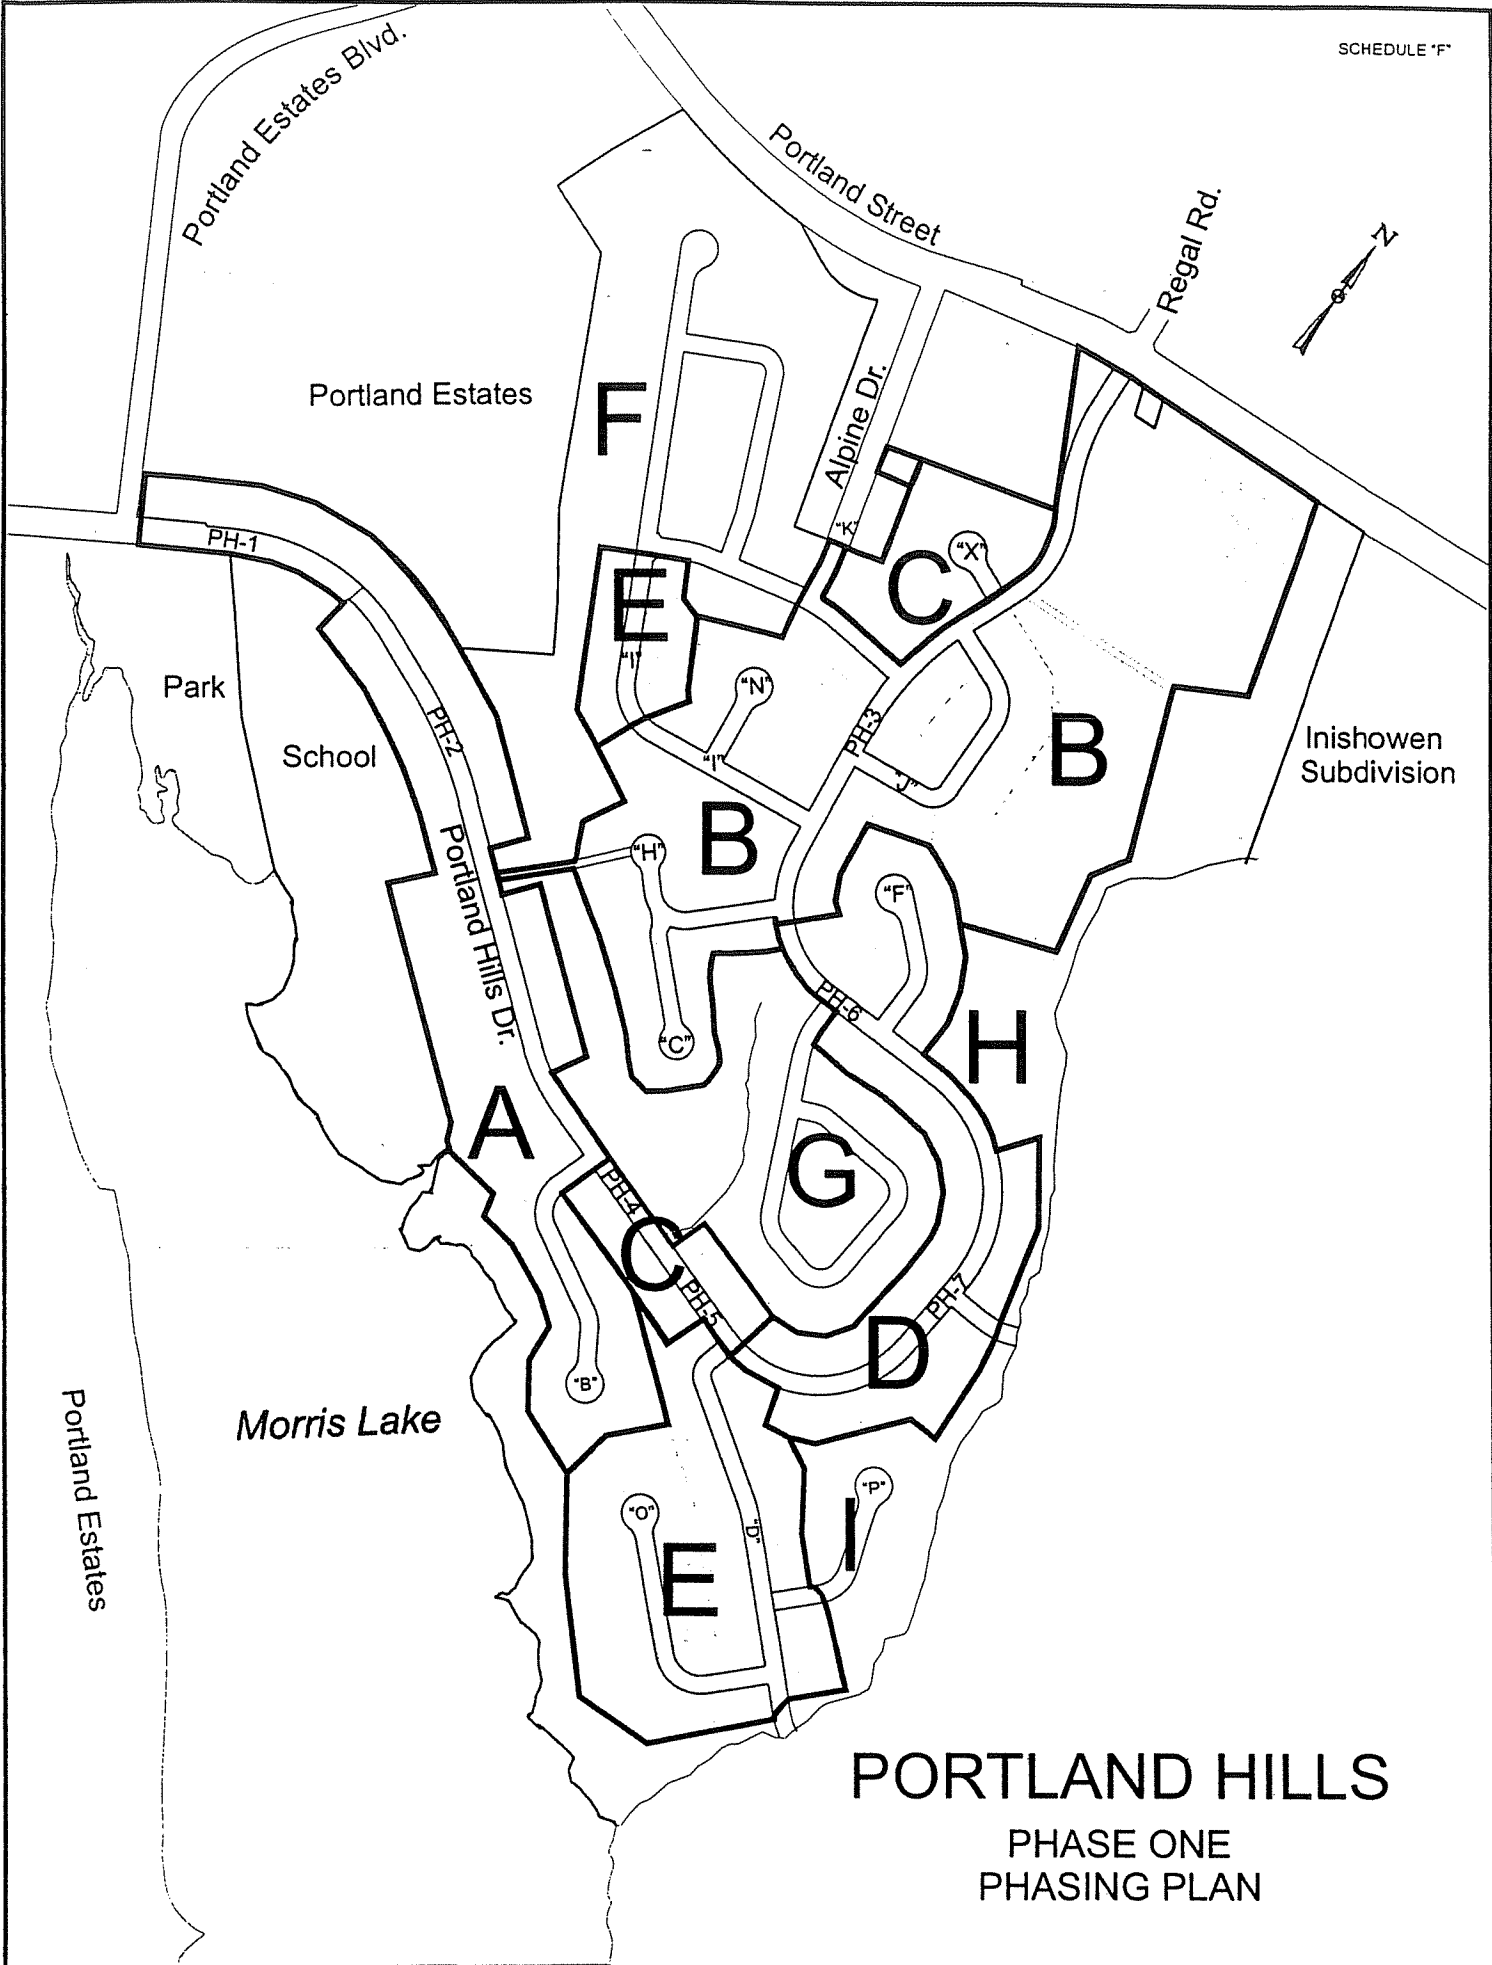 SCHEDULE "F"
Portland Estates Blvd.
Portland Street
Regal Rd.
N
Portland Estates
F
Alpine Dr.
"K"
PH-1
"X"
C
E
"I"
Park
"N"
PH-2
School
PH-3
"I"
"J"
B
Inishowen
Subdivision
B
"H"
Portland Hills Dr.
"F"
PH-6
"C"
H
A
G
PH-4
C
PH-5
PH-7
D
"B"
Morris Lake
Portland Estates
"P"
"O"
"D"
I
E
PORTLAND HILLS
PHASE ONE
PHASING PLAN